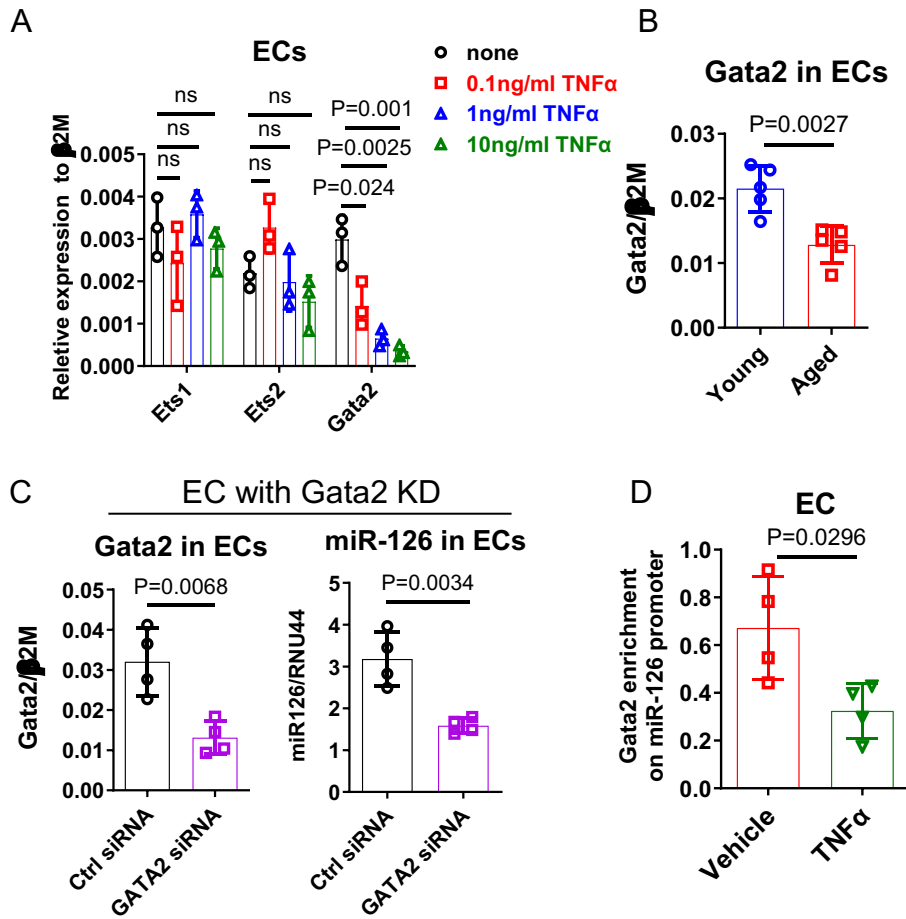 A
ECs
none
0.1ng/ml TNFα
1ng/ml TNFα
10ng/ml TNFα
ns
ns
ns
ns
ns
ns
P=0.001
P=0.0025
P=0.024
Reletive expression to β2M
0.005
0.004
0.003
0.002
0.001
0.000
Ets1
Ets2
Gata2
B
Gata2 in ECs
P=0.0027
Gata2/β2M
0.03
0.02
0.01
0.00
Young
Aged
C
EC with Gata2 KD
Gata2 in ECs
P=0.0068
Gata2/β2M
0.05
0.04
0.03
0.02
0.01
0.00
Ctrl siRNA
GATA2 siRNA
miR-126 in ECs
P=0.0034
miR126/RNU44
5
4
3
2
1
0
Ctrl siRNA
GATA2 siRNA
D
EC
P=0.0296
Gata2 enrichment
on miR-126 promoter
1.0
0.8
0.6
0.4
0.2
0.0
Vehicle
TNFα